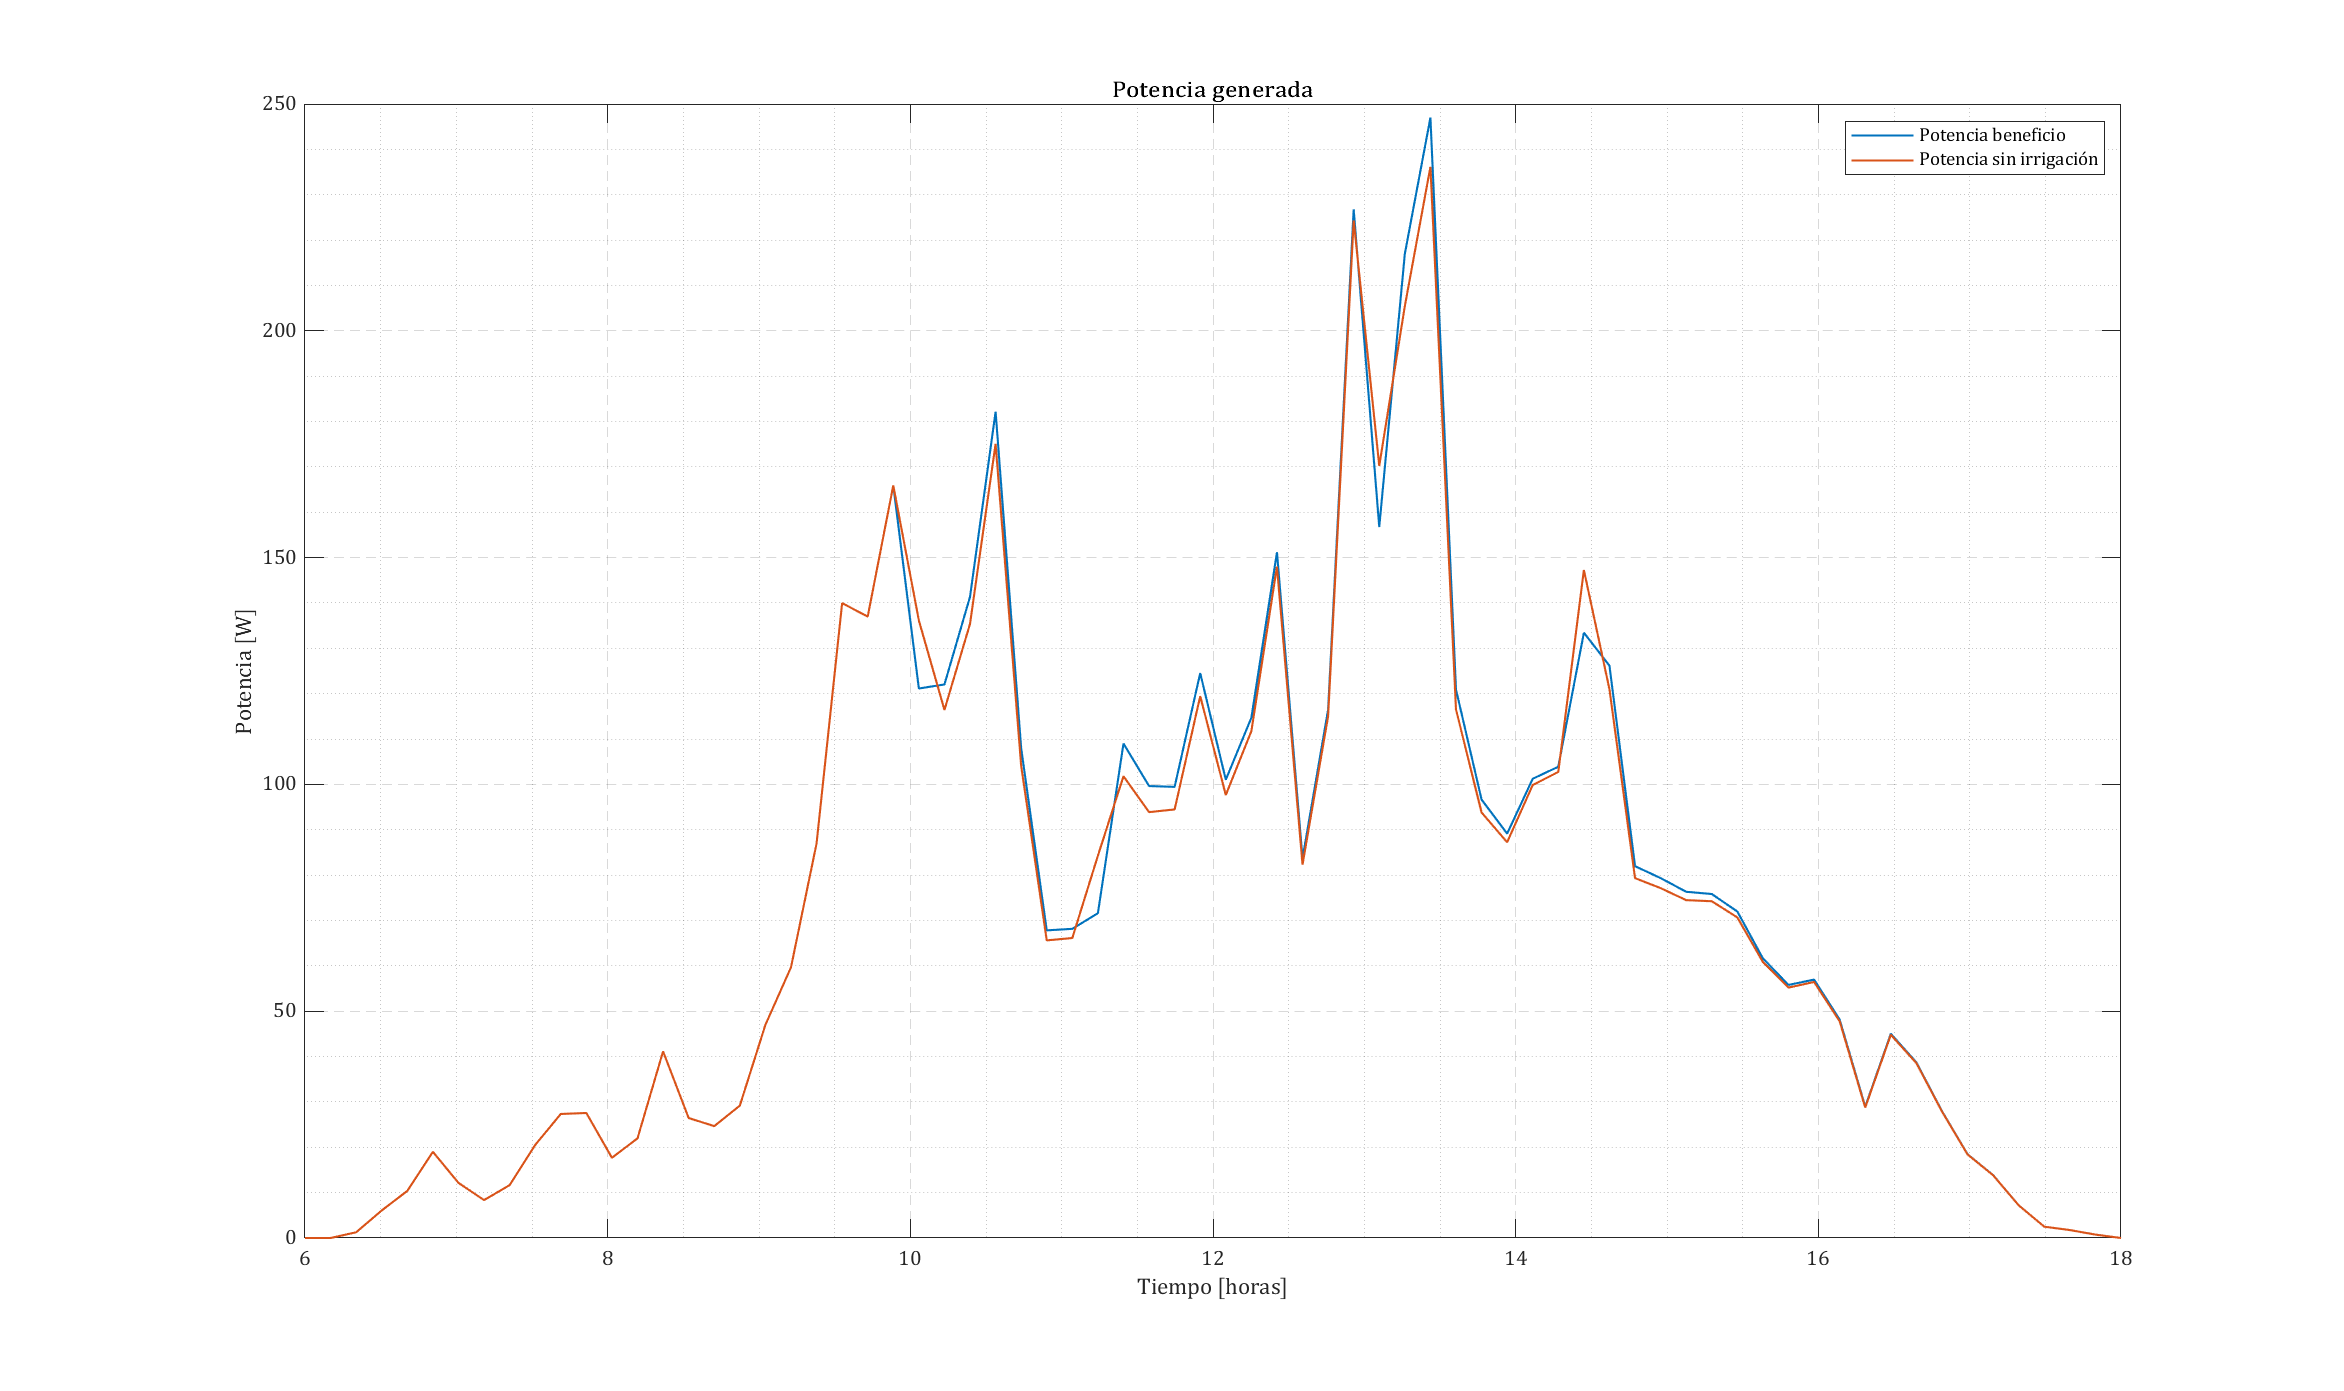 Potencia generada
250
200
150
100
50
0
Potencia [W]
Potencia beneficio
Potencia sin irrigación
6 8 10 12 14 16 18
Tiempo [horas]